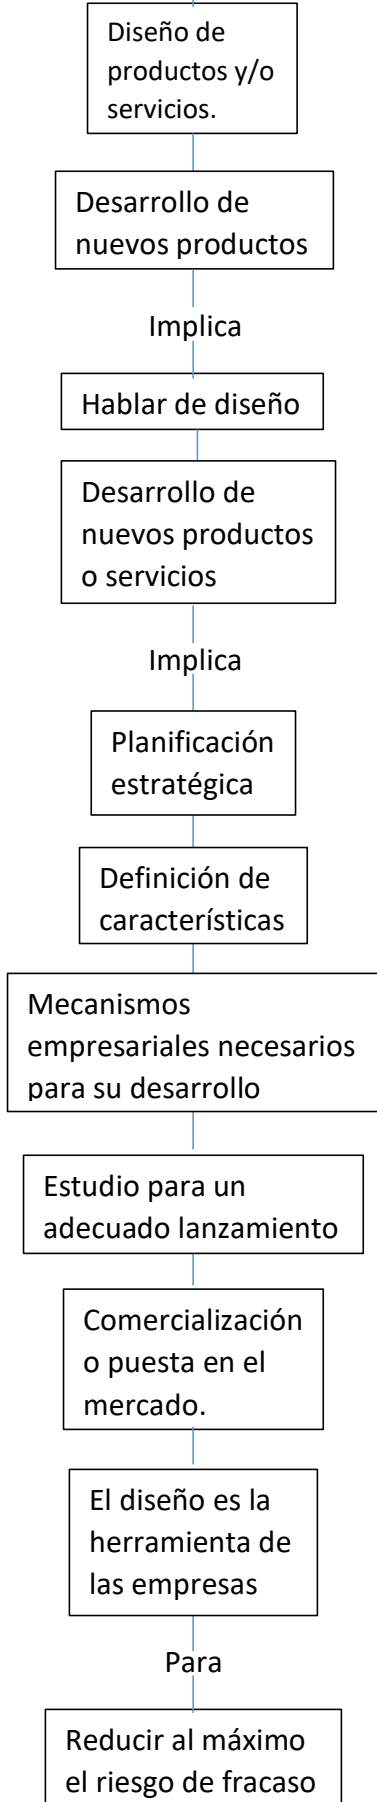 Diseño de
productos y/o
servicios.
Desarrollo de
nuevos productos
Implica
Hablar de diseño
Desarrollo de
nuevos productos
o servicios
Implica
Planificación
estratégica
Definición de
características
Mecanismos
empresariales necesarios
para su desarrollo
Estudio para un
adecuado lanzamiento
Comercialización
o puesta en el
mercado.
El diseño es la
herramienta de
las empresas
Para
Reducir al máximo
el riesgo de fracaso